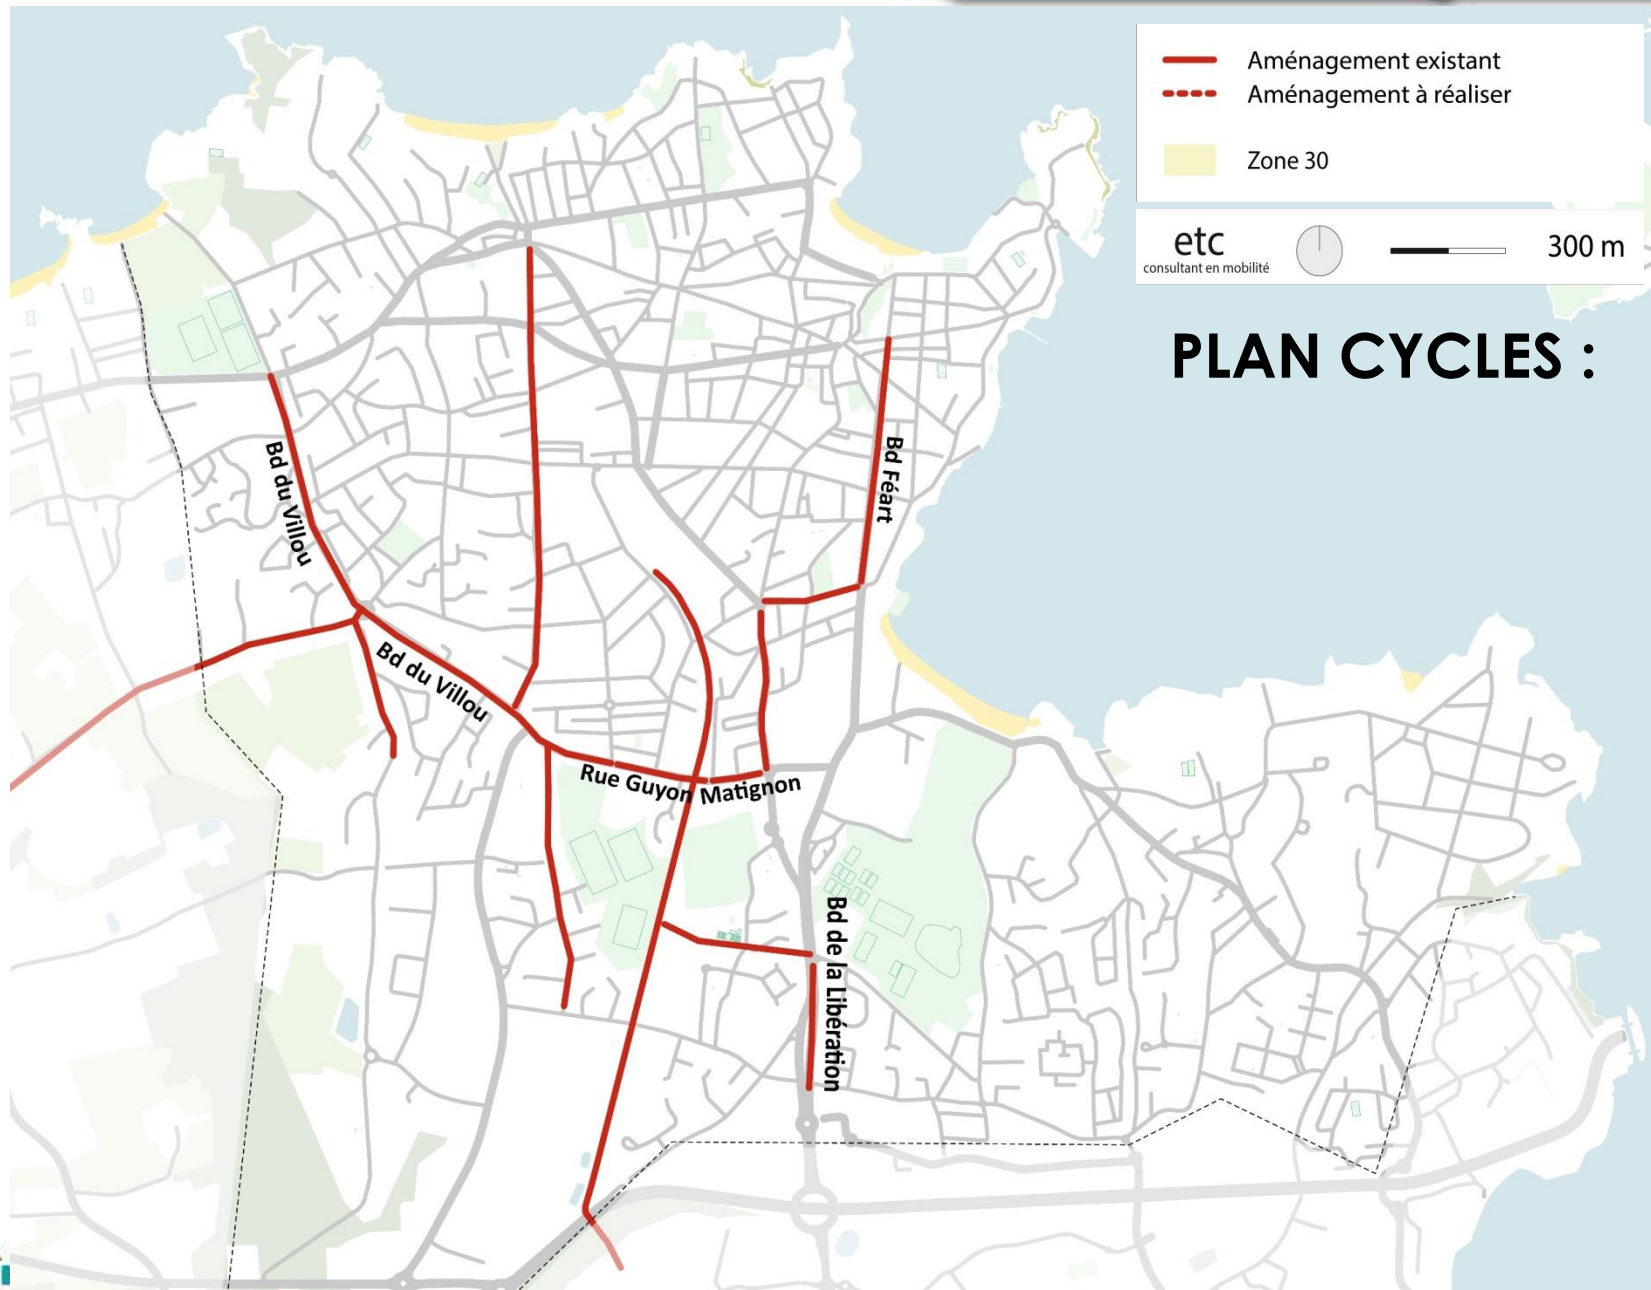 Aménagement existant
Aménagement à réaliser
Zone 30
etc
consultant en mobilité
300 m
PLAN CYCLES :
Bd du Villou
Bd Féart
Bd du Villou
Rue Guyon Matignon
Bd de la Libération